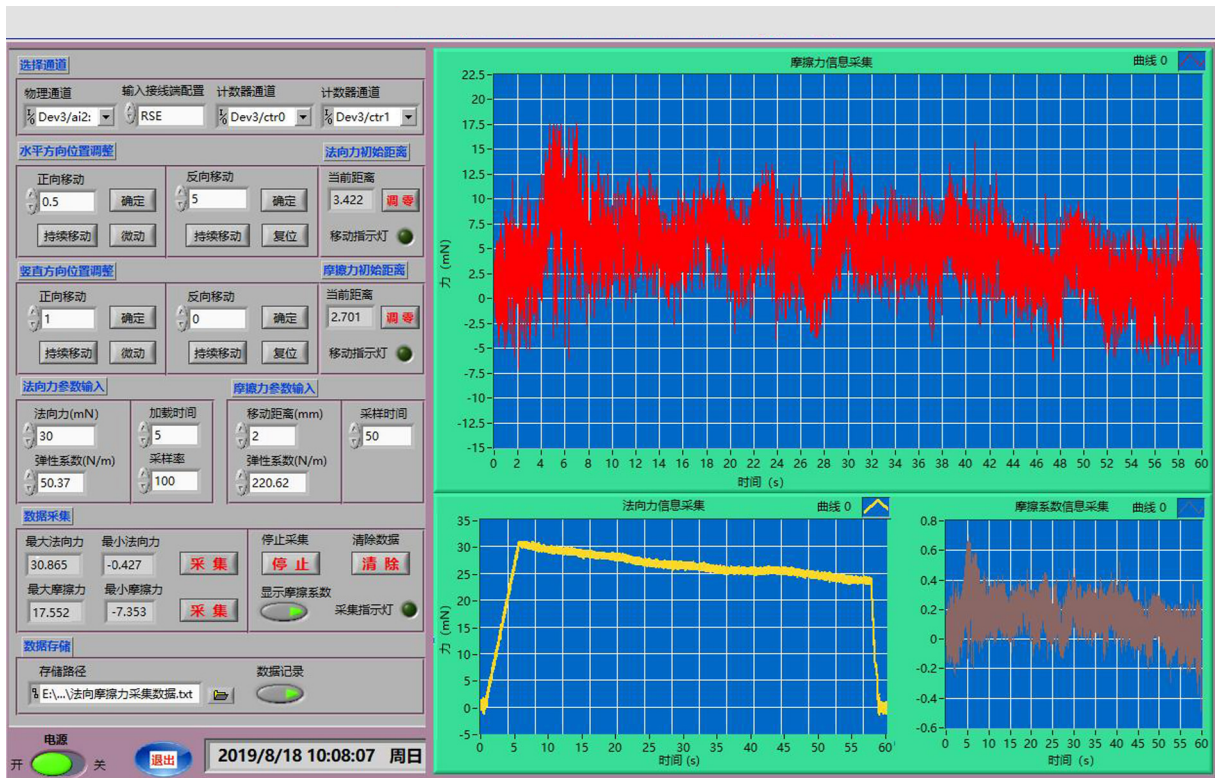 选择通道
物理通道 输入接线端配置 计数器通道 计数器通道
Dev3/ai2: RSE Dev3/ctr0 Dev3/ctr1
水平方向位置调整 法向力初始距离
正向移动 反向移动 当前距离
0.5 确定 5 确定 3.422 调零
持续移动 微动 持续移动 复位 移动指示灯
竖直方向位置调整 摩擦力初始距离
正向移动 反向移动 当前距离
1 确定 0 确定 2.701 调零
持续移动 微动 持续移动 复位 移动指示灯
法向力参数输入 摩擦力参数输入
法向力(mN) 加载时间 移动距离(mm) 采样时间
30 5 2 50
弹性系数(N/m) 采样率 弹性系数(N/m)
50.37 100 220.62
数据采集
最大法向力 最小法向力 停止采集 清除数据
30.865 -0.427 采集 停止 清除
最大摩擦力 最小摩擦力 显示摩擦系数
17.552 -7.353 采集 采集指示灯
数据存储
存储路径 数据记录
E:\...\法向摩擦力采集数据.txt
电源
开 关 退出 2019/8/18 10:08:07 周日
摩擦力信息采集 曲线 0
22.5
20
17.5
15
12.5
10
7.5
5
2.5
0
-2.5
-5
-7.5
-10
-12.5
-15
力 (mN)
0 2 4 6 8 10 12 14 16 18 20 22 24 26 28 30 32 34 36 38 40 42 44 46 48 50 52 54 56 58 60
时间 (s)
法向力信息采集 曲线 0
35
30
25
20
15
10
5
0
-5
力 (mN)
0 5 10 15 20 25 30 35 40 45 50 55 60
时间 (s)
摩擦系数信息采集 曲线 0
0.8
0.6
0.4
0.2
0
-0.2
-0.4
-0.6
0 5 10 15 20 25 30 35 40 45 50 55 60
时间 (s)